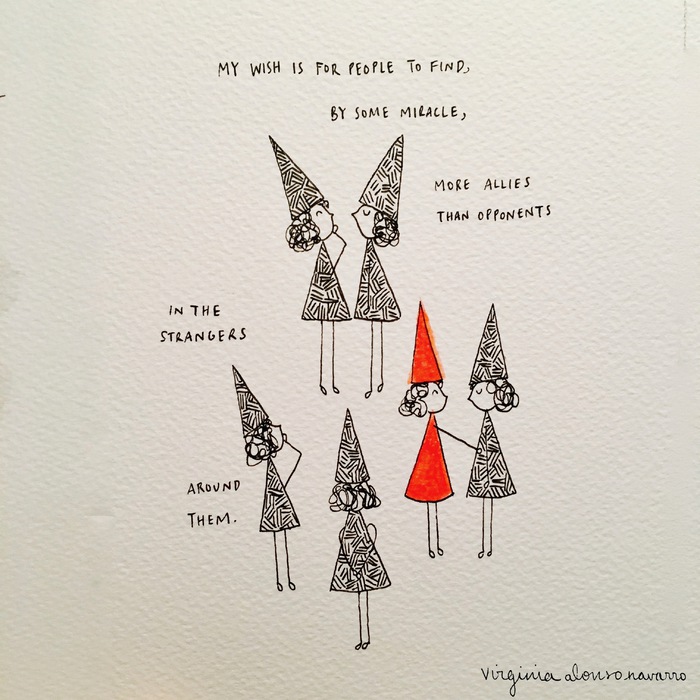 MY WISH IS FOR PEOPLE TO FIND,
BY SOME MIRACLE,
MORE ALLIES
THAN OPPONENTS
IN THE
STRANGERS
AROUND
THEM.
virginia alonso navarro